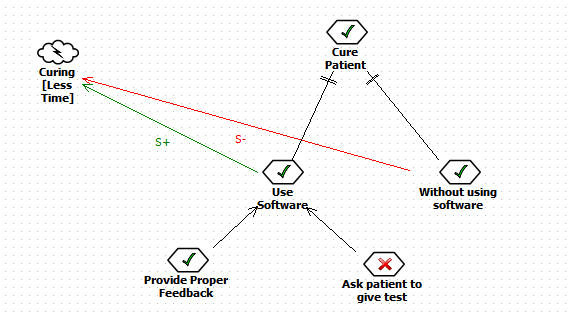 Cure
Patient
Curing
[Less
Time]
S+
S-
Use
Software
Without using
software
Provide Proper
Feedback
Ask patient to
give test